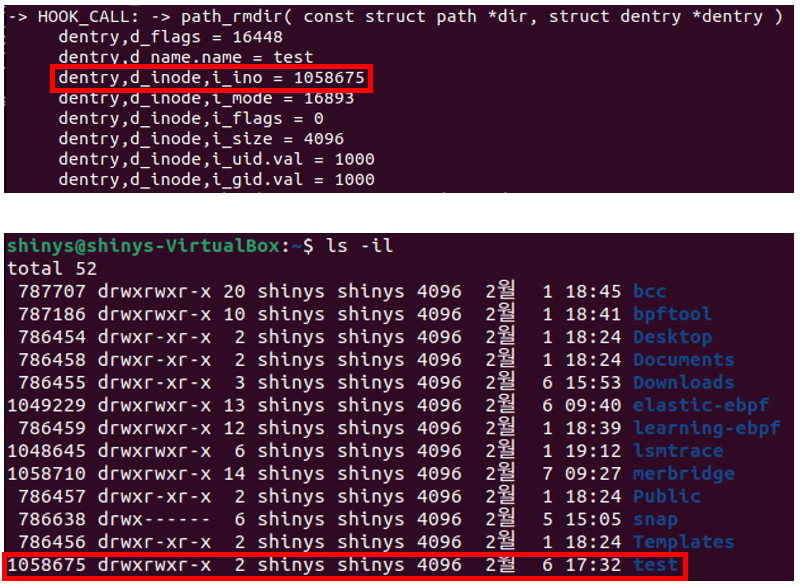 -> HOOK_CALL: -> path_rmdir( const struct path *dir, struct dentry *dentry )
dentry,d_flags = 16448
dentry,d_name.name = test
dentry,d_inode,i_ino = 1058675
dentry,d_inode,i_mode = 16893
dentry,d_inode,i_flags = 0
dentry,d_inode,i_size = 4096
dentry,d_inode,i_uid.val = 1000
dentry,d_inode,i_gid.val = 1000
shinys@shinys-VirtualBox:~$ ls -il
total 52
787707 drwxrwxr-x 20 shinys shinys 4096 2월 1 18:45 bcc
787186 drwxrwxr-x 10 shinys shinys 4096 2월 1 18:41 bpftool
786454 drwxr-xr-x 2 shinys shinys 4096 2월 1 18:24 Desktop
786458 drwxr-xr-x 2 shinys shinys 4096 2월 1 18:24 Documents
786455 drwxr-xr-x 3 shinys shinys 4096 2월 6 15:53 Downloads
1049229 drwxrwxr-x 13 shinys shinys 4096 2월 6 09:40 elastic-ebpf
786459 drwxrwxr-x 12 shinys shinys 4096 2월 1 18:39 learning-ebpf
1048645 drwxrwxr-x 6 shinys shinys 4096 2월 1 19:12 lsmtrace
1058710 drwxrwxr-x 14 shinys shinys 4096 2월 7 09:27 merbridge
786457 drwxr-xr-x 2 shinys shinys 4096 2월 1 18:24 Public
786638 drwx------ 6 shinys shinys 4096 2월 5 15:05 snap
786456 drwxr-xr-x 2 shinys shinys 4096 2월 1 18:24 Templates
1058675 drwxrwxr-x 2 shinys shinys 4096 2월 6 17:32 test